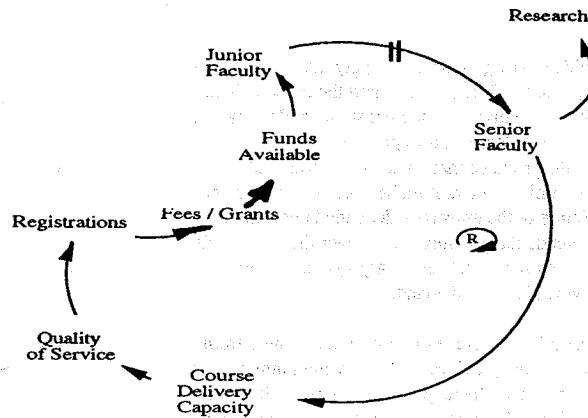 Research
Junior
Faculty
Senior
Faculty
Funds
Available
Registrations
Fees / Grants
R
Quality
of Service
Course
Delivery
Capacity